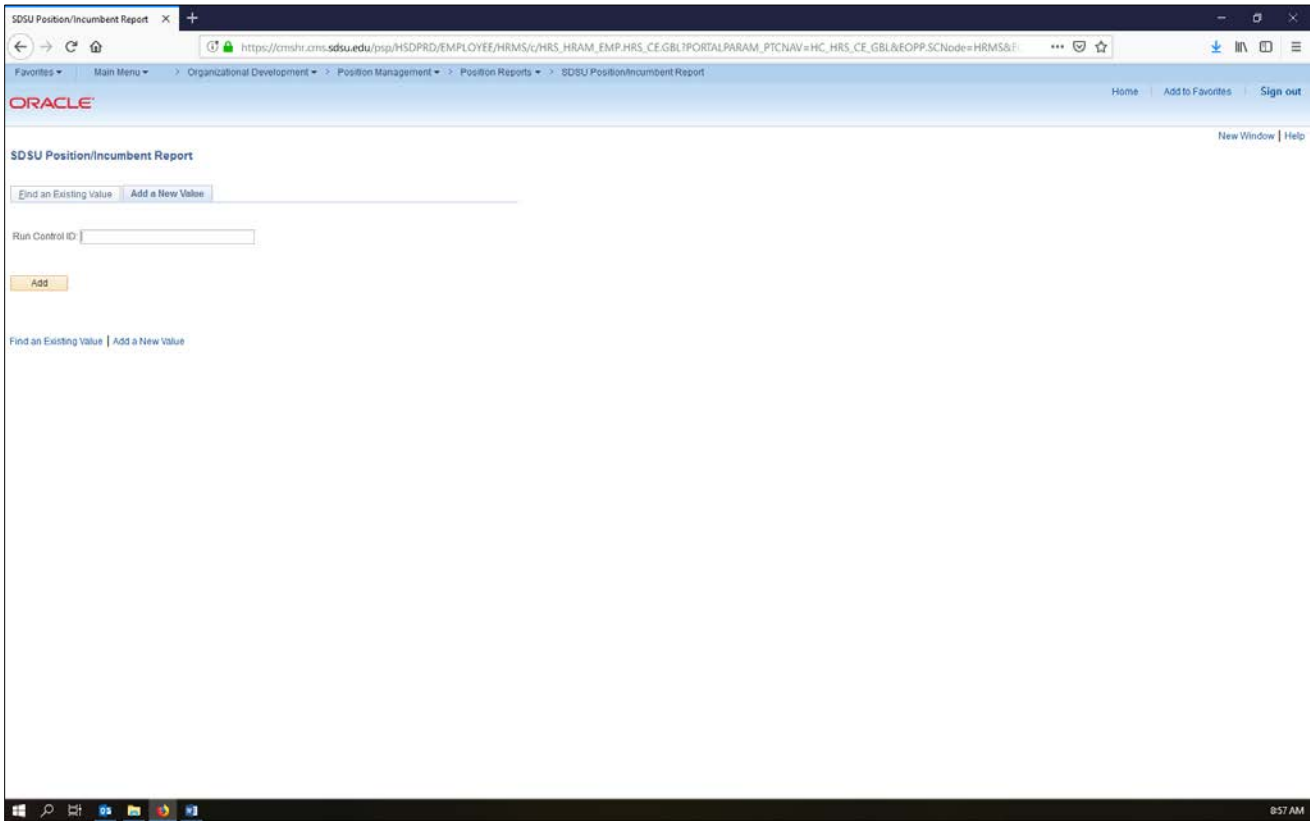 SDSU Position/Incumbent Report
https://cmshr.cms.sdsu.edu/psp/HSDPRD/EMPLOYEE/HRMS/c/HRS_HRAM_EMP.HRS_CE.GBL?PORTALPARAM_PTCNAV=HC_HRS_CE_GBL&EOPP.SCNode=HRMS&
Favorites Main Menu > Organizational Development > Position Management > Position Reports > SDSU Position/Incumbent Report
ORACLE
Home Add to Favorites Sign out
New Window | Help
SDSU Position/Incumbent Report
Find an Existing Value Add a New Value
Run Control ID:
Add
Find an Existing Value | Add a New Value
8:57 AM